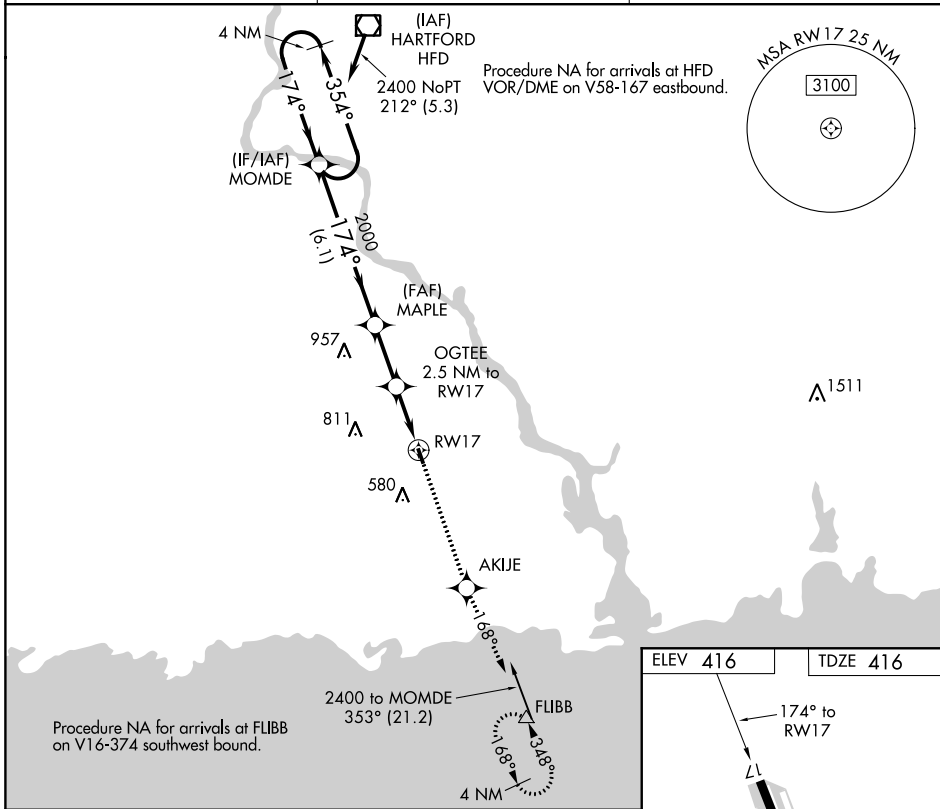 4 NM
(IAF)
HARTFORD
HFD
2400 NoPT
212° (5.3)
Procedure NA for arrivals at HFD
VOR/DME on V58-167 eastbound.
MSA RW17 25 NM
3100
174°
354°
(IF/IAF)
MOMDE
2000
174°
(6.1)
(FAF)
MAPLE
957
OGTEE
2.5 NM to
RW17
1511
811
RW17
580
AKIJE
168°
2400 to MOMDE
353° (21.2)
FLIBB
Procedure NA for arrivals at FLIBB
on V16-374 southwest bound.
168°
348°
4 NM
ELEV 416
TDZE 416
174° to
RW17
17